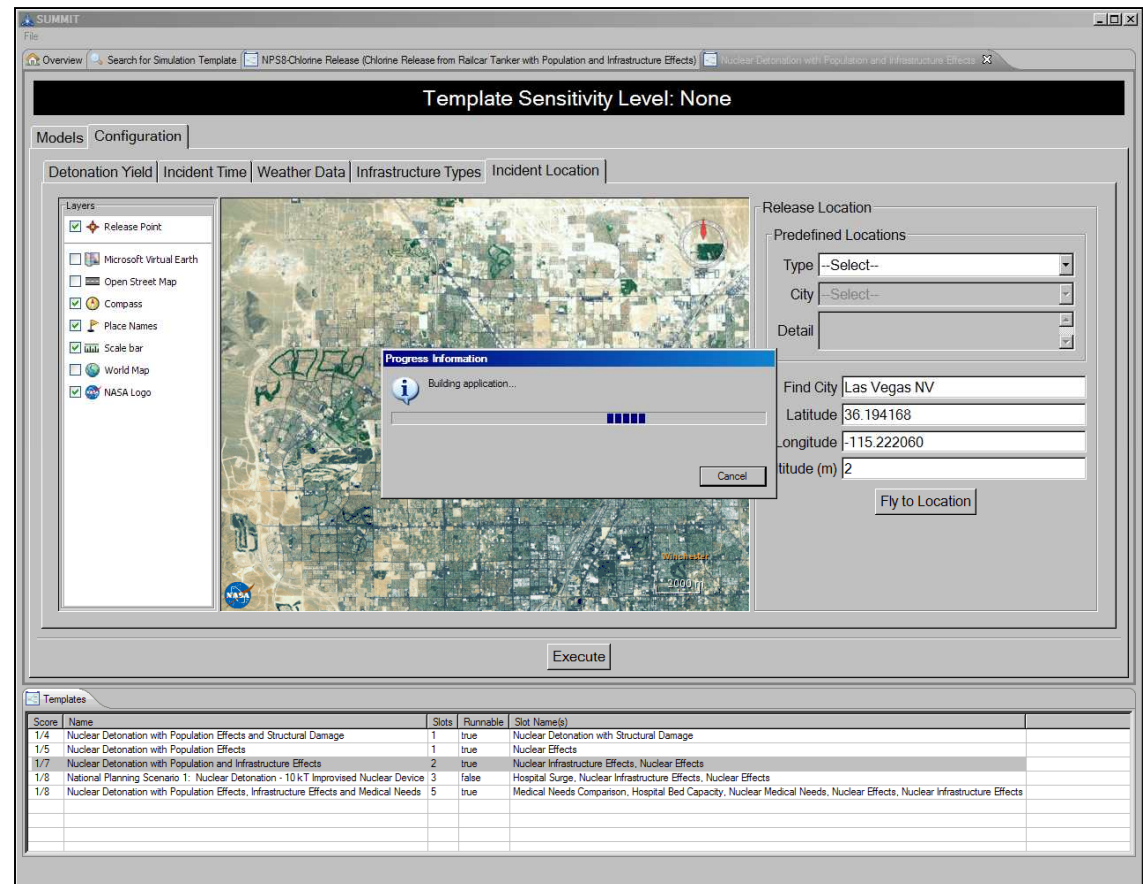 SUMMIT
File
Overview Search for Simulation Template NPS8-Chlorine Release (Chlorine Release from Railcar Tanker with Population and Infrastructure Effects) Nuclear Detonation with Population and Infrastructure Effects
Template Sensitivity Level: None
Models Configuration
Detonation Yield Incident Time Weather Data Infrastructure Types Incident Location
Layers
Release Point
Microsoft Virtual Earth
Open Street Map
Compass
Place Names
Scale bar
World Map
NASA Logo
Winchester
2000 m
NASA
Progress Information
Building application...
Cancel
Release Location
Predefined Locations
Type --Select--
City --Select--
Detail
Find City Las Vegas NV
Latitude 36.194168
Longitude -115.222060
titude (m) 2
Fly to Location
Execute
Templates
Score Name Slots Runnable Slot Name(s)
1/4 Nuclear Detonation with Population Effects and Structural Damage 1 true Nuclear Detonation with Structural Damage
1/5 Nuclear Detonation with Population Effects 1 true Nuclear Effects
1/7 Nuclear Detonation with Population and Infrastructure Effects 2 true Nuclear Infrastructure Effects, Nuclear Effects
1/8 National Planning Scenario 1: Nuclear Detonation - 10 kT Improvised Nuclear Device 3 false Hospital Surge, Nuclear Infrastructure Effects, Nuclear Effects
1/8 Nuclear Detonation with Population Effects, Infrastructure Effects and Medical Needs 5 true Medical Needs Comparison, Hospital Bed Capacity, Nuclear Medical Needs, Nuclear Effects, Nuclear Infrastructure Effects